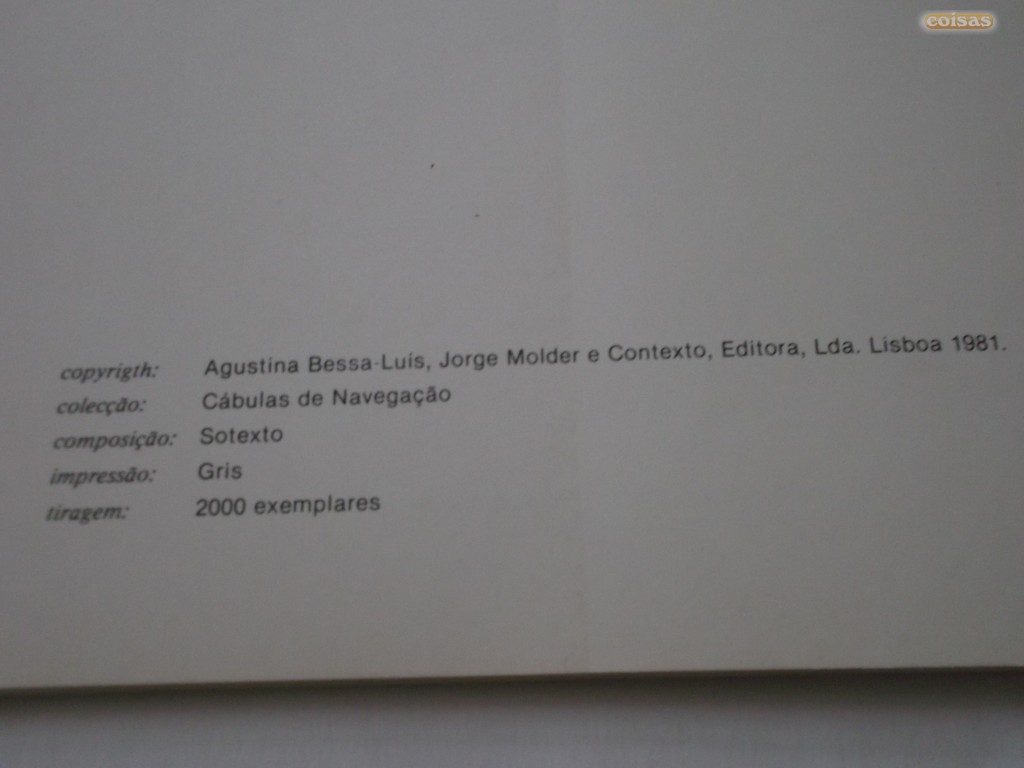 coisas
copyrigth: Agustina Bessa-Luís, Jorge Molder e Contexto, Editora, Lda. Lisboa 1981.
colecção: Cábulas de Navegação
composição: Sotexto
impressão: Gris
tiragem: 2000 exemplares